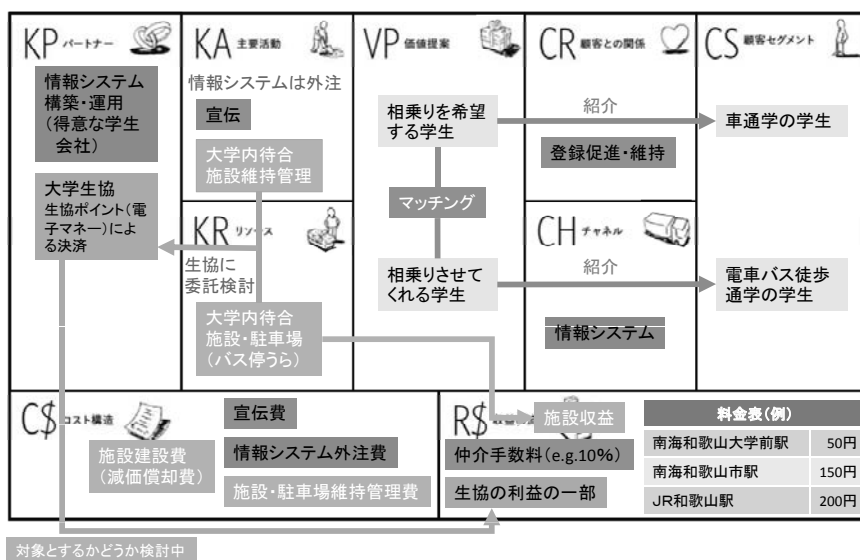 KP パートナー
情報システム
構築・運用
(得意な学生
会社)
大学生協
生協ポイント(電
子マネー)によ
る決済
KA 主要活動
情報システムは外注
宣伝
大学内待合
施設維持管理
KR リソース
生協に
委託検討
大学内待合
施設・駐車場
(バス停うら)
VP 価値提案
相乗りを希望
する学生
マッチング
相乗りさせて
くれる学生
CR 顧客との関係
紹介
登録促進・維持
CH チャネル
紹介
情報システム
CS 顧客セグメント
車通学の学生
電車バス徒歩
通学の学生
C$ コスト構造
宣伝費
施設建設費
(減価償却費)
情報システム外注費
施設・駐車場維持管理費
R$
施設収益
仲介手数料(e.g.10%)
生協の利益の一部
料金表(例)
南海和歌山大学前駅 50円
南海和歌山市駅 150円
JR和歌山駅 200円
対象とするかどうか検討中